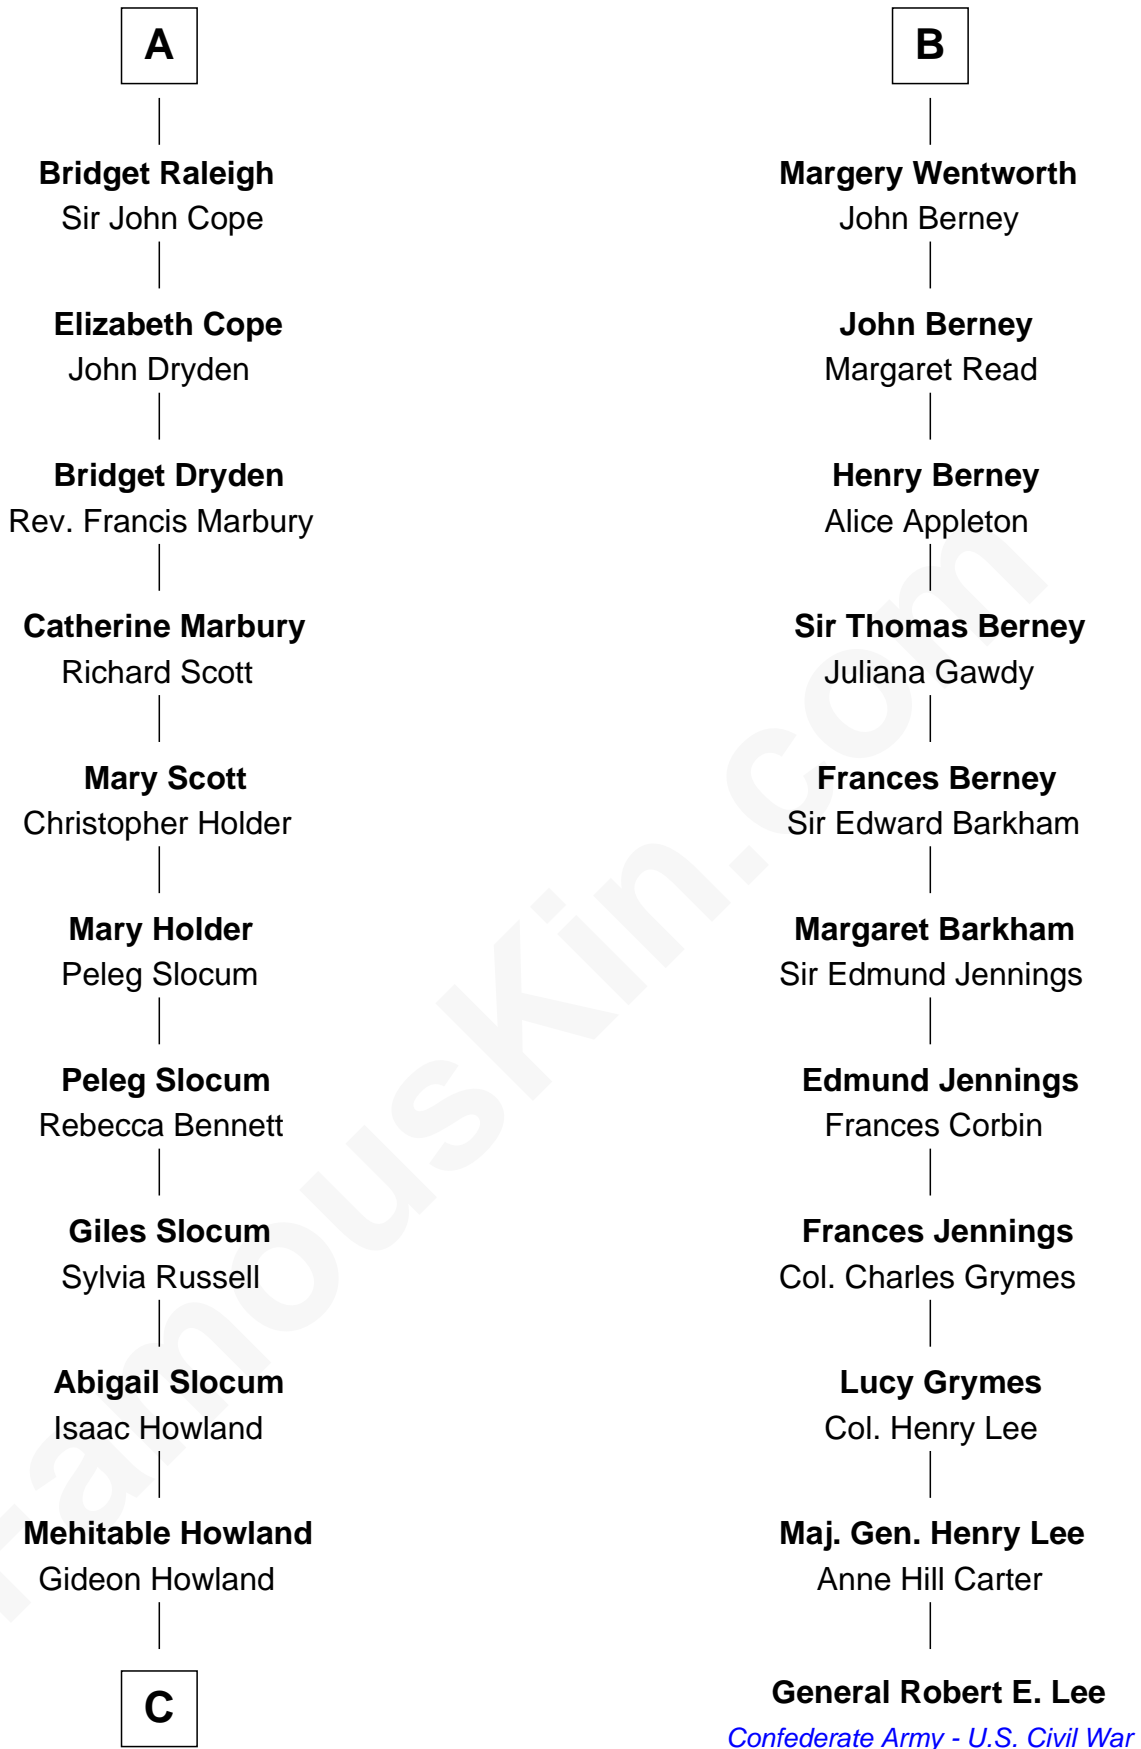 A
Bridget Raleigh
Sir John Cope
Elizabeth Cope
John Dryden
Bridget Dryden
Rev. Francis Marbury
Catherine Marbury
Richard Scott
Mary Scott
Christopher Holder
Mary Holder
Peleg Slocum
Peleg Slocum
Rebecca Bennett
Giles Slocum
Sylvia Russell
Abigail Slocum
Isaac Howland
Mehitable Howland
Gideon Howland
C
B
Margery Wentworth
John Berney
John Berney
Margaret Read
Henry Berney
Alice Appleton
Sir Thomas Berney
Juliana Gawdy
Frances Berney
Sir Edward Barkham
Margaret Barkham
Sir Edmund Jennings
Edmund Jennings
Frances Corbin
Frances Jennings
Col. Charles Grymes
Lucy Grymes
Col. Henry Lee
Maj. Gen. Henry Lee
Anne Hill Carter
General Robert E. Lee
Confederate Army - U.S. Civil War
FamousKin.com